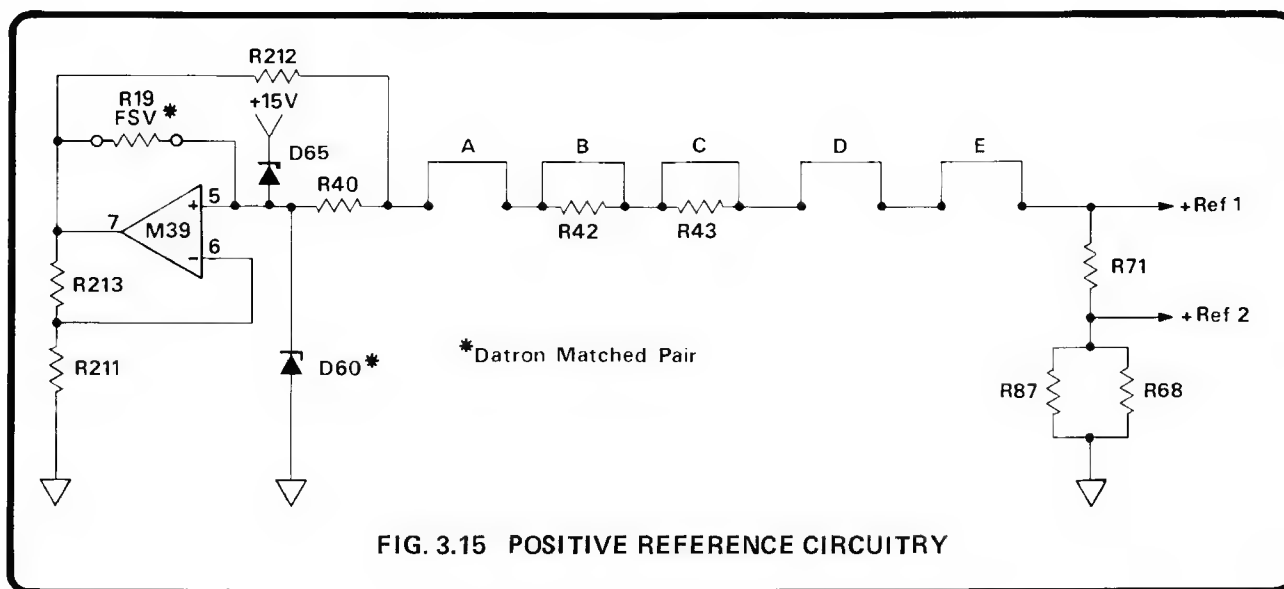 R212
R19
FSV *
+15V
D65
R40
A
B
C
D
E
+Ref 1
5
7
M39
6
+
-
R42
R43
R213
R71
+Ref 2
*Datron Matched Pair
R211
D60*
R87
R68
FIG. 3.15 POSITIVE REFERENCE CIRCUITRY